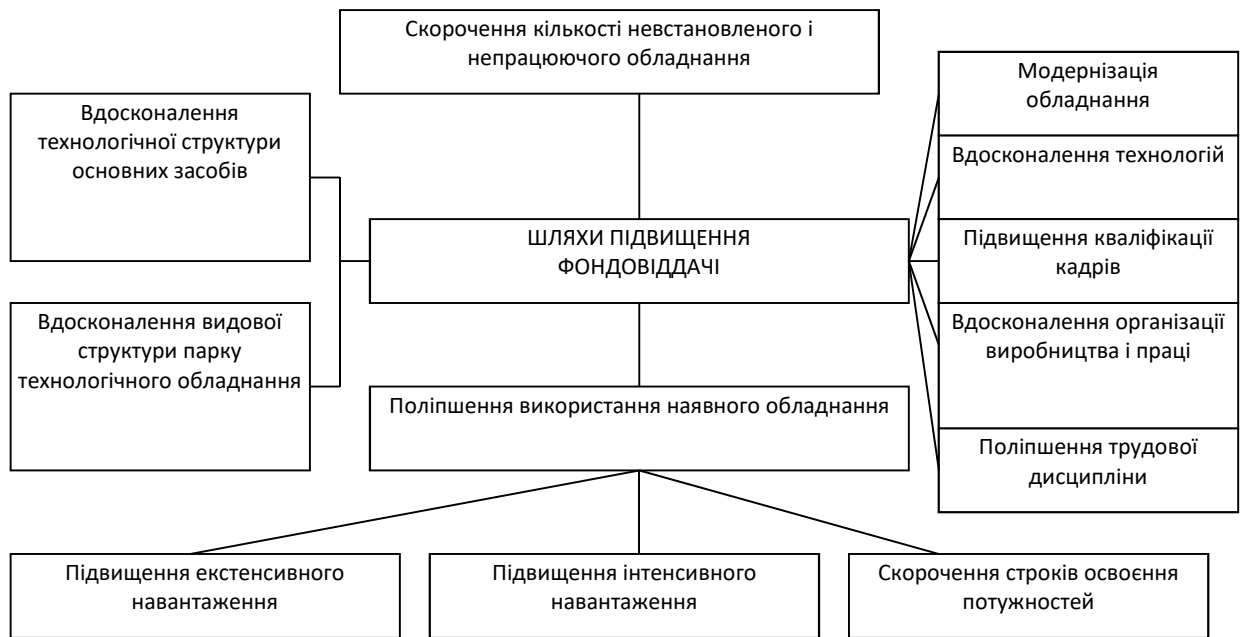 Скорочення кількості невстановленого і
непрацюючого обладнання
Вдосконалення
технологічної структури
основних засобів
Модернізація
обладнання
Вдосконалення технологій
ШЛЯХИ ПІДВИЩЕННЯ
ФОНДОВІДДАЧІ
Підвищення кваліфікації
кадрів
Вдосконалення видової
структури парку
технологічного обладнання
Вдосконалення організації
виробництва і праці
Поліпшення використання наявного обладнання
Поліпшення трудової
дисципліни
Підвищення екстенсивного
навантаження
Підвищення інтенсивного
навантаження
Скорочення строків освоєння
потужностей